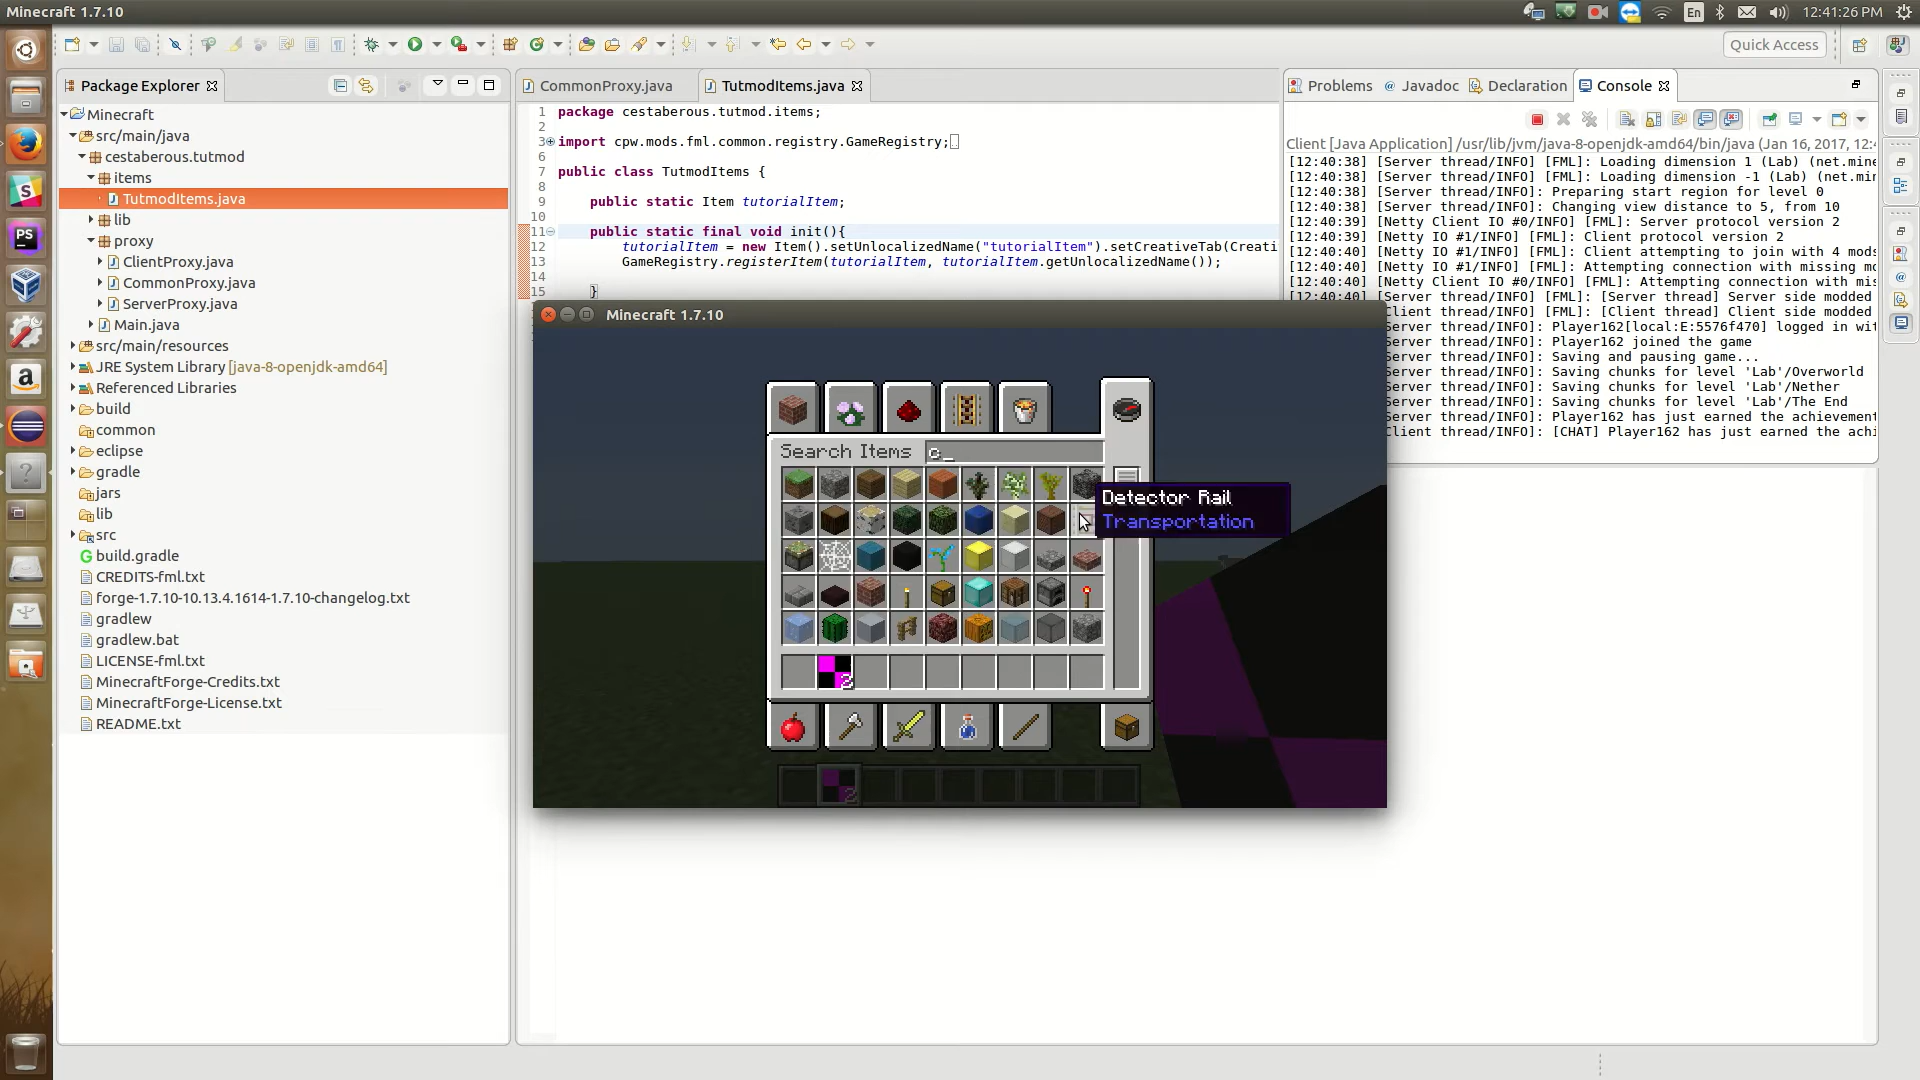 Minecraft 1.7.10
En
12:41:26 PM
Quick Access
Package Explorer
Minecraft
src/main/java
cestaberous.tutmod
items
TutmodItems.java
lib
proxy
ClientProxy.java
CommonProxy.java
ServerProxy.java
Main.java
src/main/resources
JRE System Library [java-8-openjdk-amd64]
Referenced Libraries
build
common
eclipse
gradle
jars
lib
src
build.gradle
CREDITS-fml.txt
forge-1.7.10-10.13.4.1614-1.7.10-changelog.txt
gradlew
gradlew.bat
LICENSE-fml.txt
MinecraftForge-Credits.txt
MinecraftForge-License.txt
README.txt
CommonProxy.java
TutmodItems.java
1 package cestaberous.tutmod.items;
2
3 import cpw.mods.fml.common.registry.GameRegistry;
6
7 public class TutmodItems {
8
9 public static Item tutorialItem;
10
11 public static final void init(){
12 tutorialItem = new Item().setUnlocalizedName("tutorialItem").setCreativeTab(Creati
13 GameRegistry.registerItem(tutorialItem, tutorialItem.getUnlocalizedName());
14
15 }
Problems
@ Javadoc
Declaration
Console
Client [Java Application] /usr/lib/jvm/java-8-openjdk-amd64/bin/java (Jan 16, 2017, 12:4
[12:40:38] [Server thread/INFO] [FML]: Loading dimension 1 (Lab) (net.mine
[12:40:38] [Server thread/INFO] [FML]: Loading dimension -1 (Lab) (net.min
[12:40:38] [Server thread/INFO]: Preparing start region for level 0
[12:40:38] [Server thread/INFO]: Changing view distance to 5, from 10
[12:40:39] [Netty Client IO #0/INFO] [FML]: Server protocol version 2
[12:40:39] [Netty IO #1/INFO] [FML]: Client protocol version 2
[12:40:40] [Netty IO #1/INFO] [FML]: Client attempting to join with 4 mods
[12:40:40] [Netty IO #1/INFO] [FML]: Attempting connection with missing mo
[12:40:40] [Netty Client IO #0/INFO] [FML]: Attempting connection with mis
[12:40:40] [Server thread/INFO] [FML]: [Server thread] Server side modded
Client thread/INFO] [FML]: [Client thread] Client side modded
Server thread/INFO]: Player162[local:E:5576f470] logged in wit
Server thread/INFO]: Player162 joined the game
Server thread/INFO]: Saving and pausing game...
Server thread/INFO]: Saving chunks for level 'Lab'/Overworld
Server thread/INFO]: Saving chunks for level 'Lab'/Nether
Server thread/INFO]: Saving chunks for level 'Lab'/The End
Server thread/INFO]: Player162 has just earned the achievement
Client thread/INFO]: [CHAT] Player162 has just earned the achi
Minecraft 1.7.10
Search Items
c_
Detector Rail
Transportation
2
2